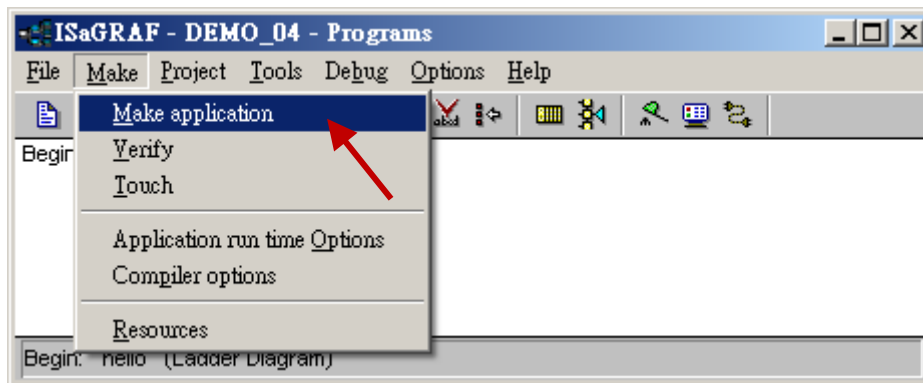 ISaGRAF - DEMO_04 - Programs
File Make Project Tools Debug Options Help
Make application
Begin
Verify
Touch
Application run time Options
Compiler options
Resources
Begin: hello (Ladder Diagram)